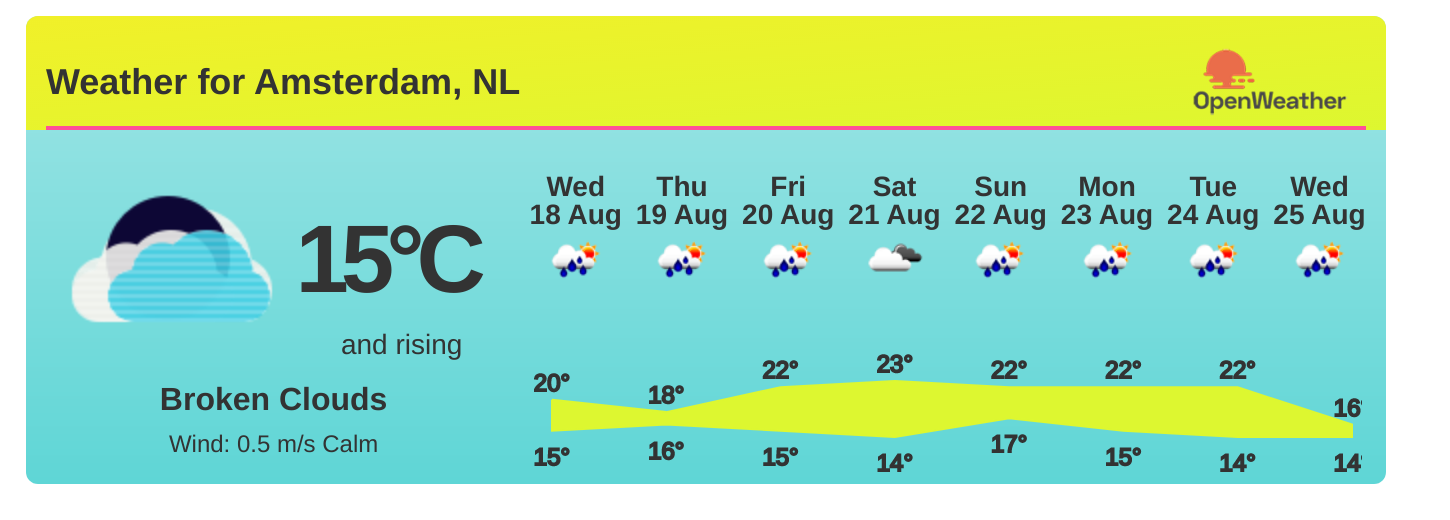 Weather for Amsterdam, NL
OpenWeather
Wed Thu Fri Sat Sun Mon Tue Wed
18 Aug 19 Aug 20 Aug 21 Aug 22 Aug 23 Aug 24 Aug 25 Aug
15°C
and rising
Broken Clouds
Wind: 0.5 m/s Calm
20° 18° 22° 23° 22° 22° 22° 16°
15° 16° 15° 14° 17° 15° 14° 14°